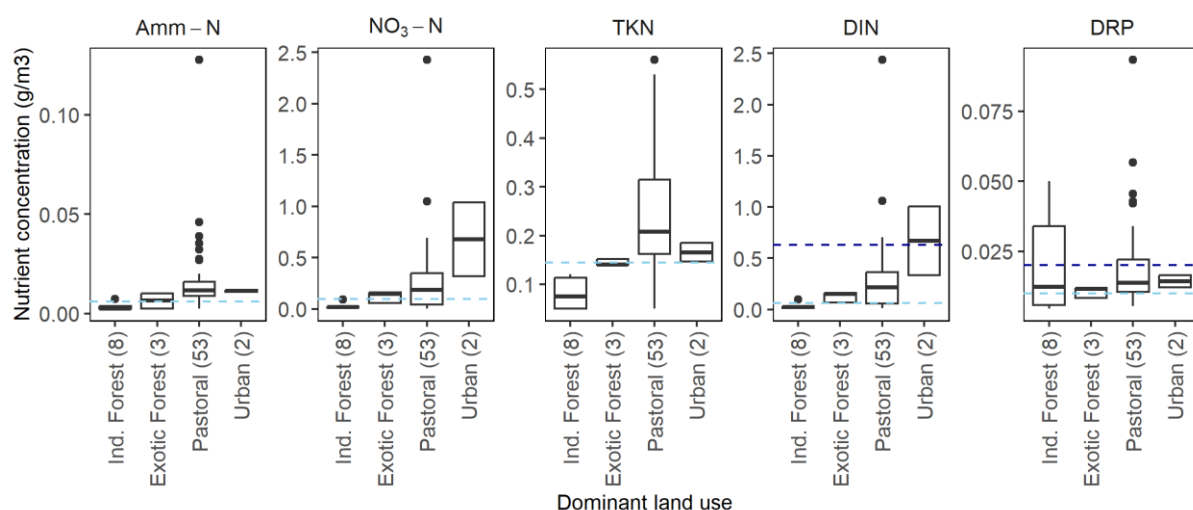 Amm – N
NO₃ – N
TKN
DIN
DRP
Nutrient concentration (g/m3)
0.10
0.05
0.00
2.5
2.0
1.5
1.0
0.5
0.0
0.5
0.4
0.3
0.2
0.1
2.5
2.0
1.5
1.0
0.5
0.0
0.075
0.050
0.025
Ind. Forest (8)
Exotic Forest (3)
Pastoral (53)
Urban (2)
Ind. Forest (8)
Exotic Forest (3)
Pastoral (53)
Urban (2)
Ind. Forest (8)
Exotic Forest (3)
Pastoral (53)
Urban (2)
Ind. Forest (8)
Exotic Forest (3)
Pastoral (53)
Urban (2)
Ind. Forest (8)
Exotic Forest (3)
Pastoral (53)
Urban (2)
Dominant land use